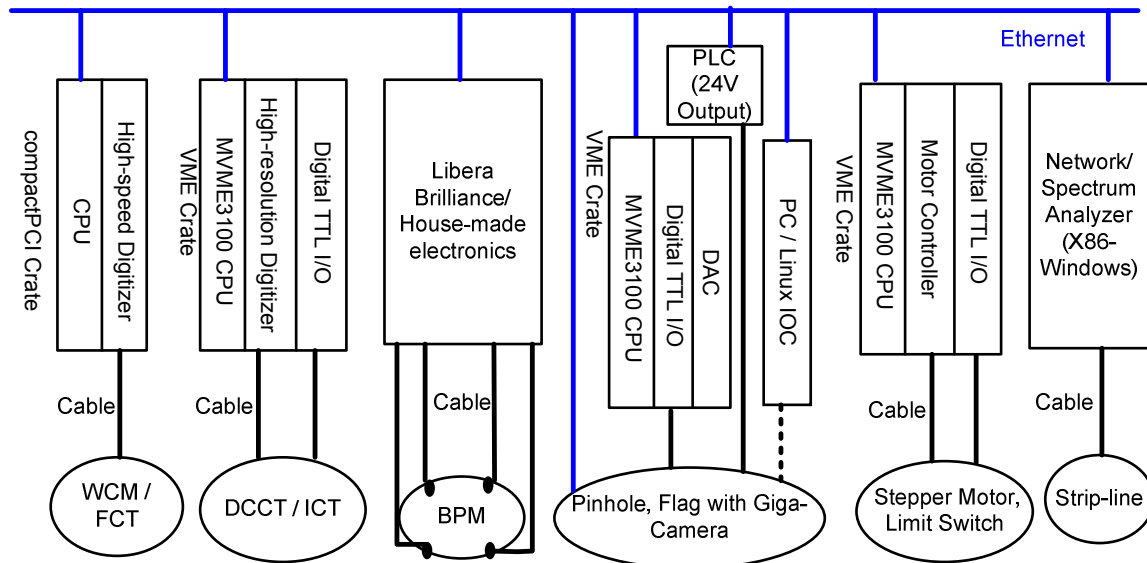 Ethernet
compactPCI Crate
CPU
High-speed Digitizer
Cable
WCM /
FCT
VME Crate
MVME3100 CPU
High-resolution Digitizer
Digital TTL I/O
Cable
DCCT / ICT
Libera
Brilliance/
House-made
electronics
Cable
BPM
PLC
(24V
Output)
VME Crate
MVME3100 CPU
Digital TTL I/O
DAC
PC / Linux IOC
Pinhole, Flag with Giga-
Camera
VME Crate
MVME3100 CPU
Motor Controller
Digital TTL I/O
Cable
Stepper Motor,
Limit Switch
Network/
Spectrum
Analyzer
(X86-
Windows)
Cable
Strip-line